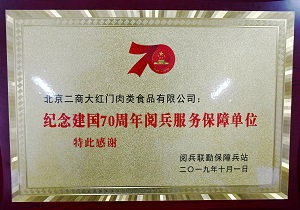 70
北京二商大红门肉类食品有限公司：
纪念建国70周年阅兵服务保障单位
特此感谢
阅兵联勤保障兵站
二〇一九年十月一日